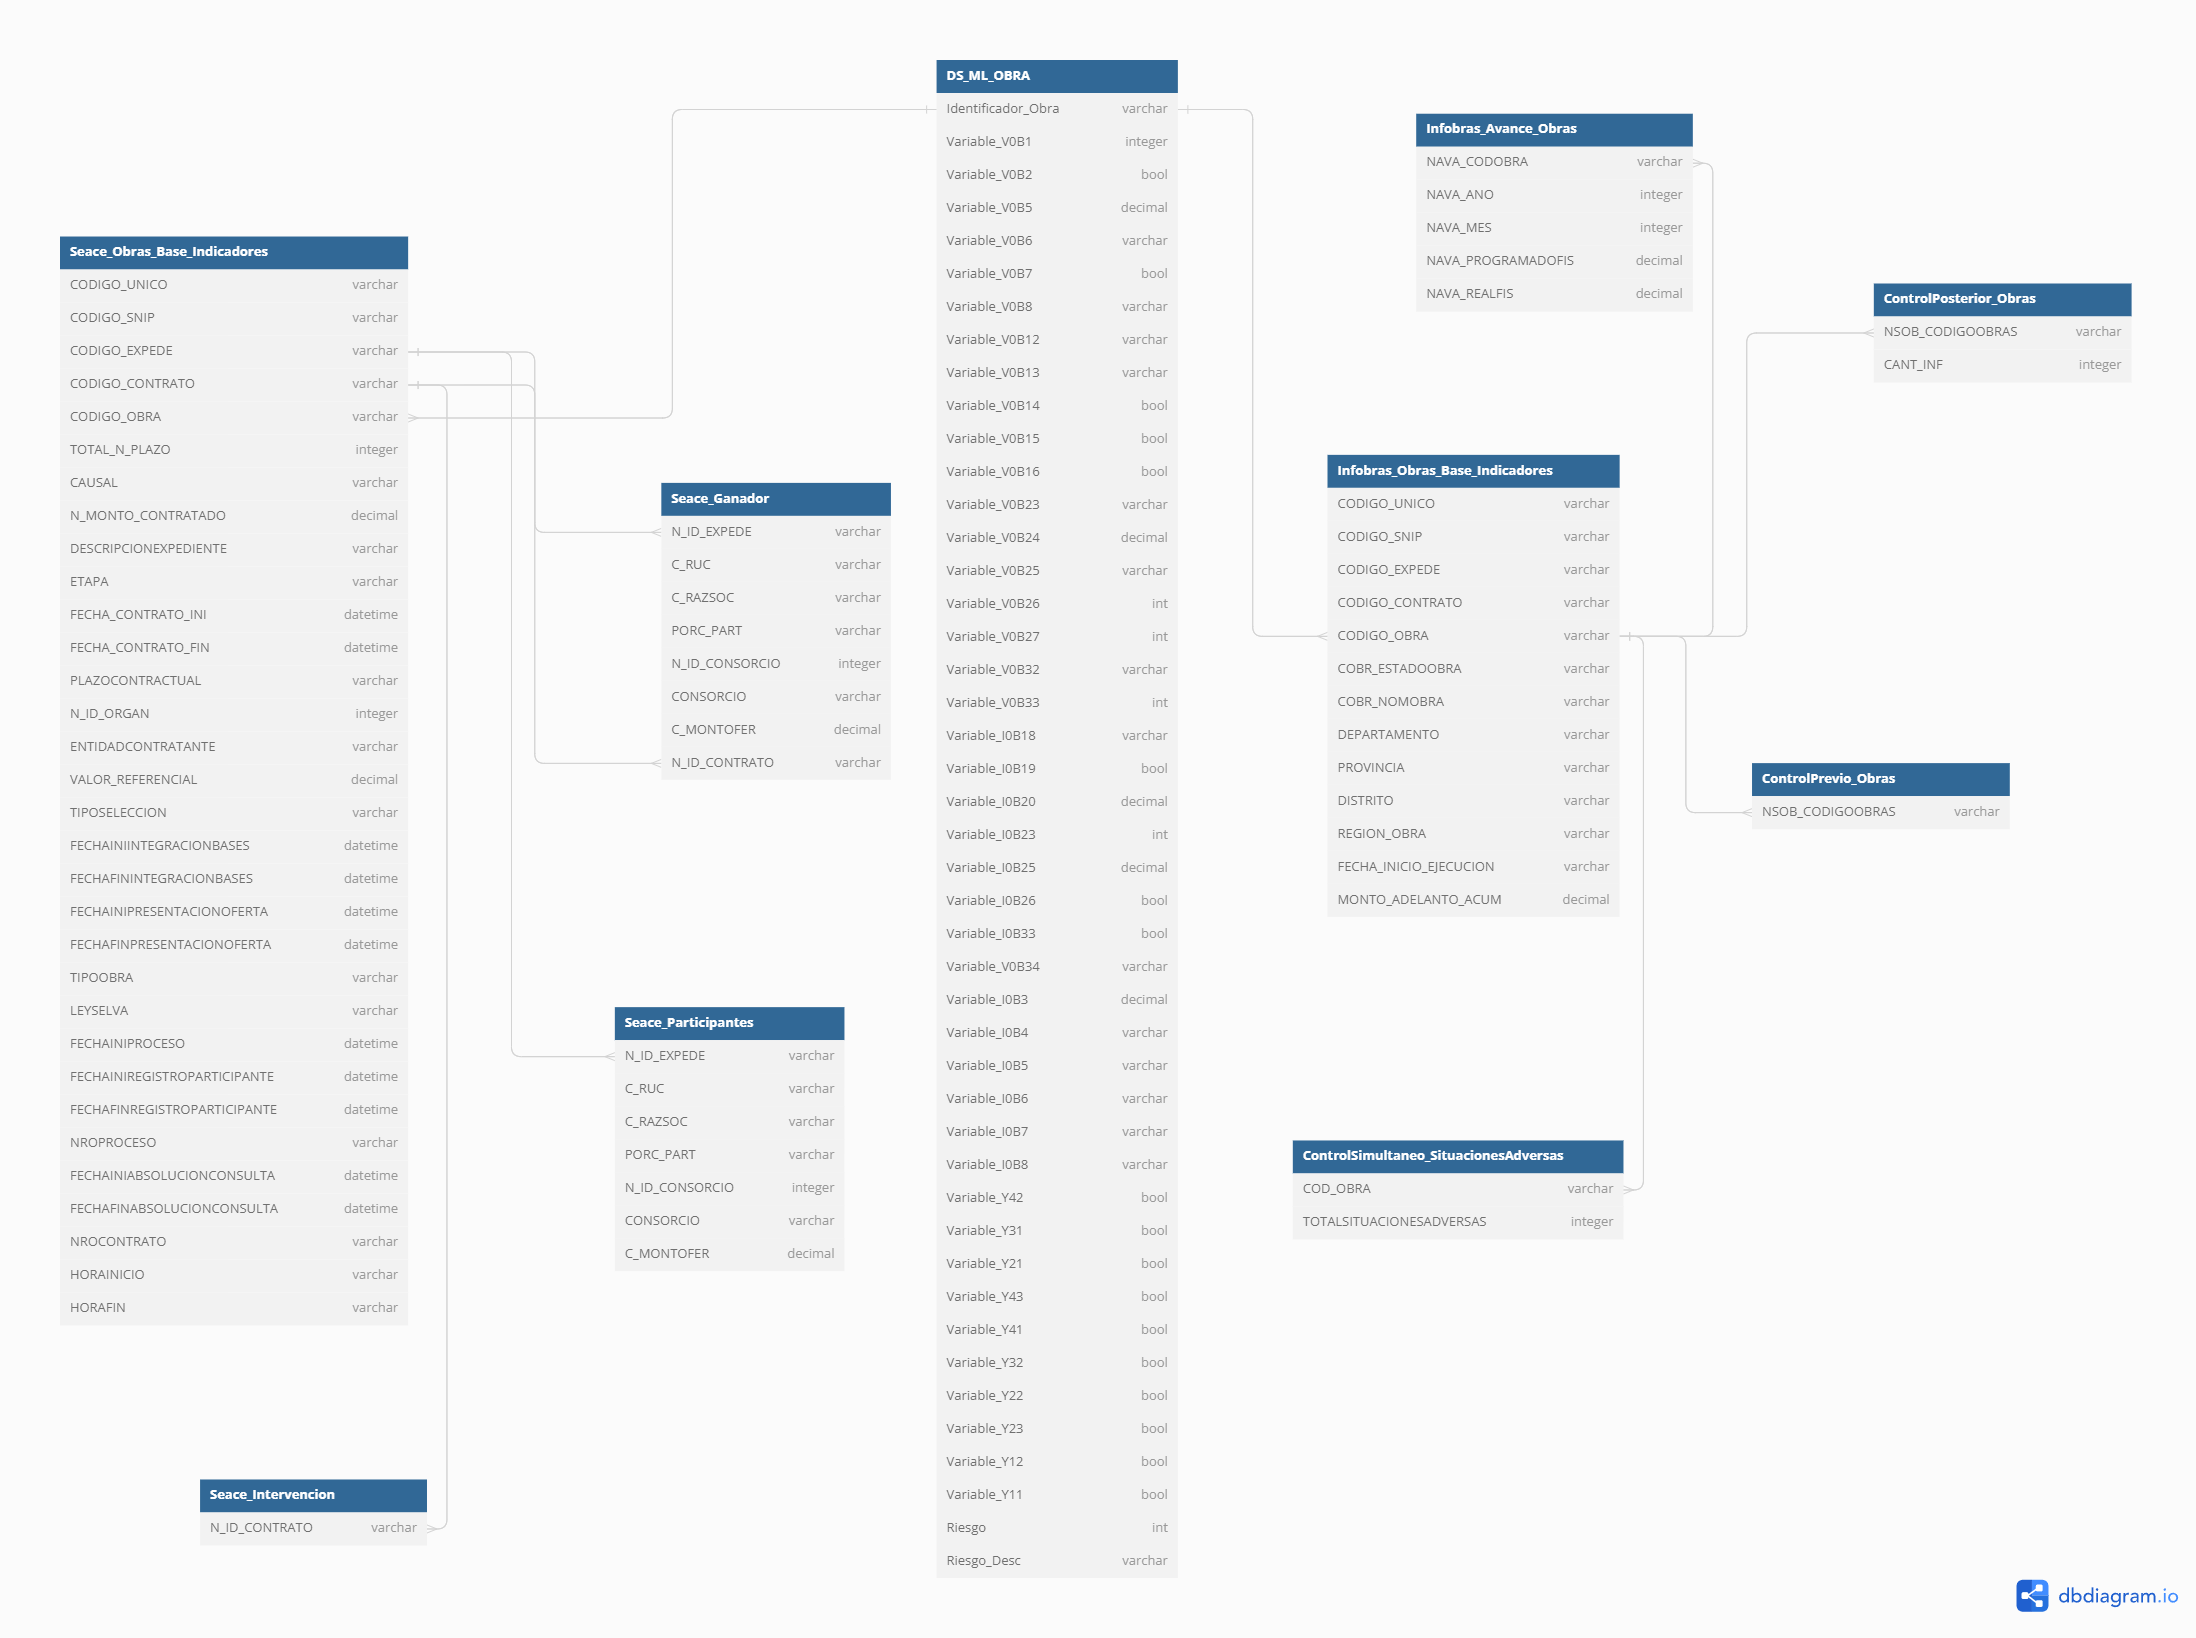 DS_ML_OBRA
Identificador_Obra varchar
Variable_V0B1 integer
Variable_V0B2 bool
Variable_V0B5 decimal
Variable_V0B6 varchar
Variable_V0B7 bool
Variable_V0B8 varchar
Variable_V0B12 varchar
Variable_V0B13 varchar
Variable_V0B14 bool
Variable_V0B15 bool
Variable_V0B16 bool
Variable_V0B23 varchar
Variable_V0B24 decimal
Variable_V0B25 varchar
Variable_V0B26 int
Variable_V0B27 int
Variable_V0B32 varchar
Variable_V0B33 int
Variable_I0B18 varchar
Variable_I0B19 bool
Variable_I0B20 decimal
Variable_I0B23 int
Variable_I0B25 decimal
Variable_I0B26 bool
Variable_I0B33 bool
Variable_V0B34 varchar
Variable_I0B3 decimal
Variable_I0B4 varchar
Variable_I0B5 varchar
Variable_I0B6 varchar
Variable_I0B7 varchar
Variable_I0B8 varchar
Variable_Y42 bool
Variable_Y31 bool
Variable_Y21 bool
Variable_Y43 bool
Variable_Y41 bool
Variable_Y32 bool
Variable_Y22 bool
Variable_Y23 bool
Variable_Y12 bool
Variable_Y11 bool
Riesgo int
Riesgo_Desc varchar
Seace_Obras_Base_Indicadores
CODIGO_UNICO varchar
CODIGO_SNIP varchar
CODIGO_EXPEDE varchar
CODIGO_CONTRATO varchar
CODIGO_OBRA varchar
TOTAL_N_PLAZO integer
CAUSAL varchar
N_MONTO_CONTRATADO decimal
DESCRIPCIONEXPEDIENTE varchar
ETAPA varchar
FECHA_CONTRATO_INI datetime
FECHA_CONTRATO_FIN datetime
PLAZOCONTRACTUAL varchar
N_ID_ORGAN integer
ENTIDADCONTRATANTE varchar
VALOR_REFERENCIAL decimal
TIPOSELECCION varchar
FECHAINIINTEGRACIONBASES datetime
FECHAFININTEGRACIONBASES datetime
FECHAINIPRESENTACIONOFERTA datetime
FECHAFINPRESENTACIONOFERTA datetime
TIPOOBRA varchar
LEYSELVA varchar
FECHAINIPROCESO datetime
FECHAINIREGISTROPARTICIPANTE datetime
FECHAFINREGISTROPARTICIPANTE datetime
NROPROCESO varchar
FECHAINIABSOLUCIONCONSULTA datetime
FECHAFINABSOLUCIONCONSULTA datetime
NROCONTRATO varchar
HORAINICIO varchar
HORAFIN varchar
Seace_Ganador
N_ID_EXPEDE varchar
C_RUC varchar
C_RAZSOC varchar
PORC_PART varchar
N_ID_CONSORCIO integer
CONSORCIO varchar
C_MONTOFER decimal
N_ID_CONTRATO varchar
Seace_Participantes
N_ID_EXPEDE varchar
C_RUC varchar
C_RAZSOC varchar
PORC_PART varchar
N_ID_CONSORCIO integer
CONSORCIO varchar
C_MONTOFER decimal
Seace_Intervencion
N_ID_CONTRATO varchar
Infobras_Avance_Obras
NAVA_CODOBRA varchar
NAVA_ANO integer
NAVA_MES integer
NAVA_PROGRAMADOFIS decimal
NAVA_REALFIS decimal
ControlPosterior_Obras
NSOB_CODIGOOBRAS varchar
CANT_INF integer
Infobras_Obras_Base_Indicadores
CODIGO_UNICO varchar
CODIGO_SNIP varchar
CODIGO_EXPEDE varchar
CODIGO_CONTRATO varchar
CODIGO_OBRA varchar
COBR_ESTADOOBRA varchar
COBR_NOMOBRA varchar
DEPARTAMENTO varchar
PROVINCIA varchar
DISTRITO varchar
REGION_OBRA varchar
FECHA_INICIO_EJECUCION varchar
MONTO_ADELANTO_ACUM decimal
ControlPrevio_Obras
NSOB_CODIGOOBRAS varchar
ControlSimultaneo_SituacionesAdversas
COD_OBRA varchar
TOTALSITUACIONESADVERSAS integer
dbdiagram.io